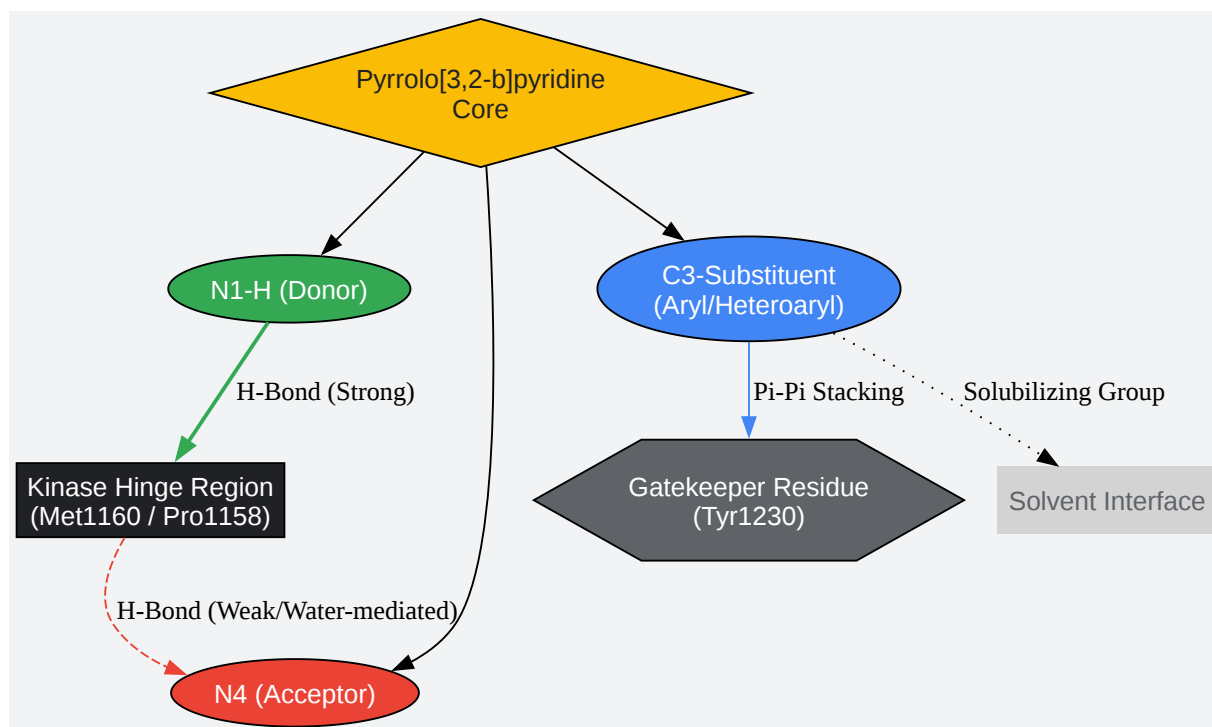 Pyrrolo[3,2-b]pyridine
Core
N1-H (Donor)
C3-Substituent
(Aryl/Heteroaryl)
H-Bond (Strong)
Pi-Pi Stacking
Solubilizing Group
Kinase Hinge Region
(Met1160 / Pro1158)
Gatekeeper Residue
(Tyr1230)
Solvent Interface
H-Bond (Weak/Water-mediated)
N4 (Acceptor)